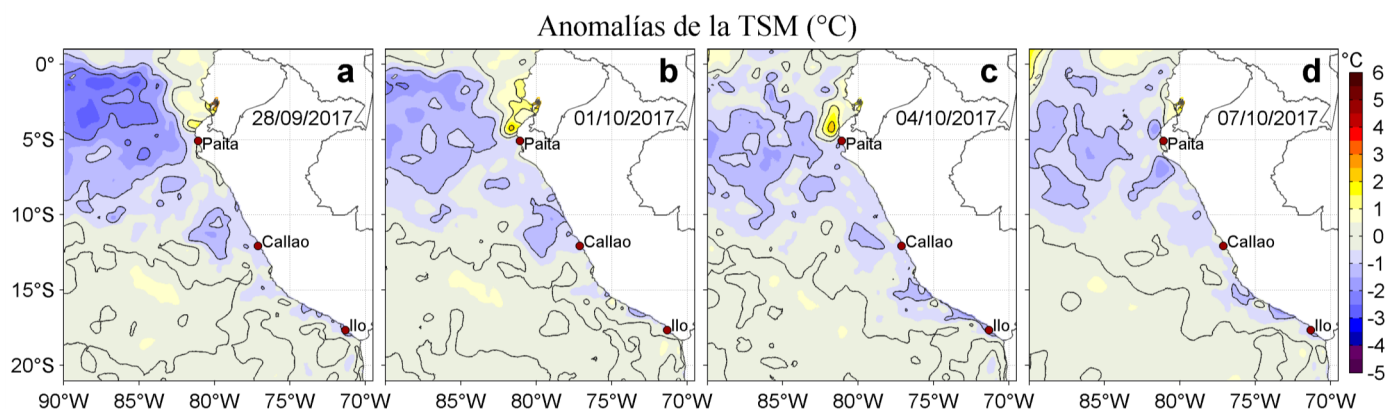 Anomalías de la TSM (°C)
a
b
c
d
°C
28/09/2017
01/10/2017
04/10/2017
07/10/2017
Paita
Callao
Ilo
Paita
Callao
Ilo
Paita
Callao
Ilo
Paita
Callao
Ilo
0°
5°S
10°S
15°S
20°S
90°W 85°W 80°W 75°W 70°W
85°W 80°W 75°W 70°W
85°W 80°W 75°W 70°W
85°W 80°W 75°W 70°W
6
5
4
3
2
1
0
-1
-2
-3
-4
-5